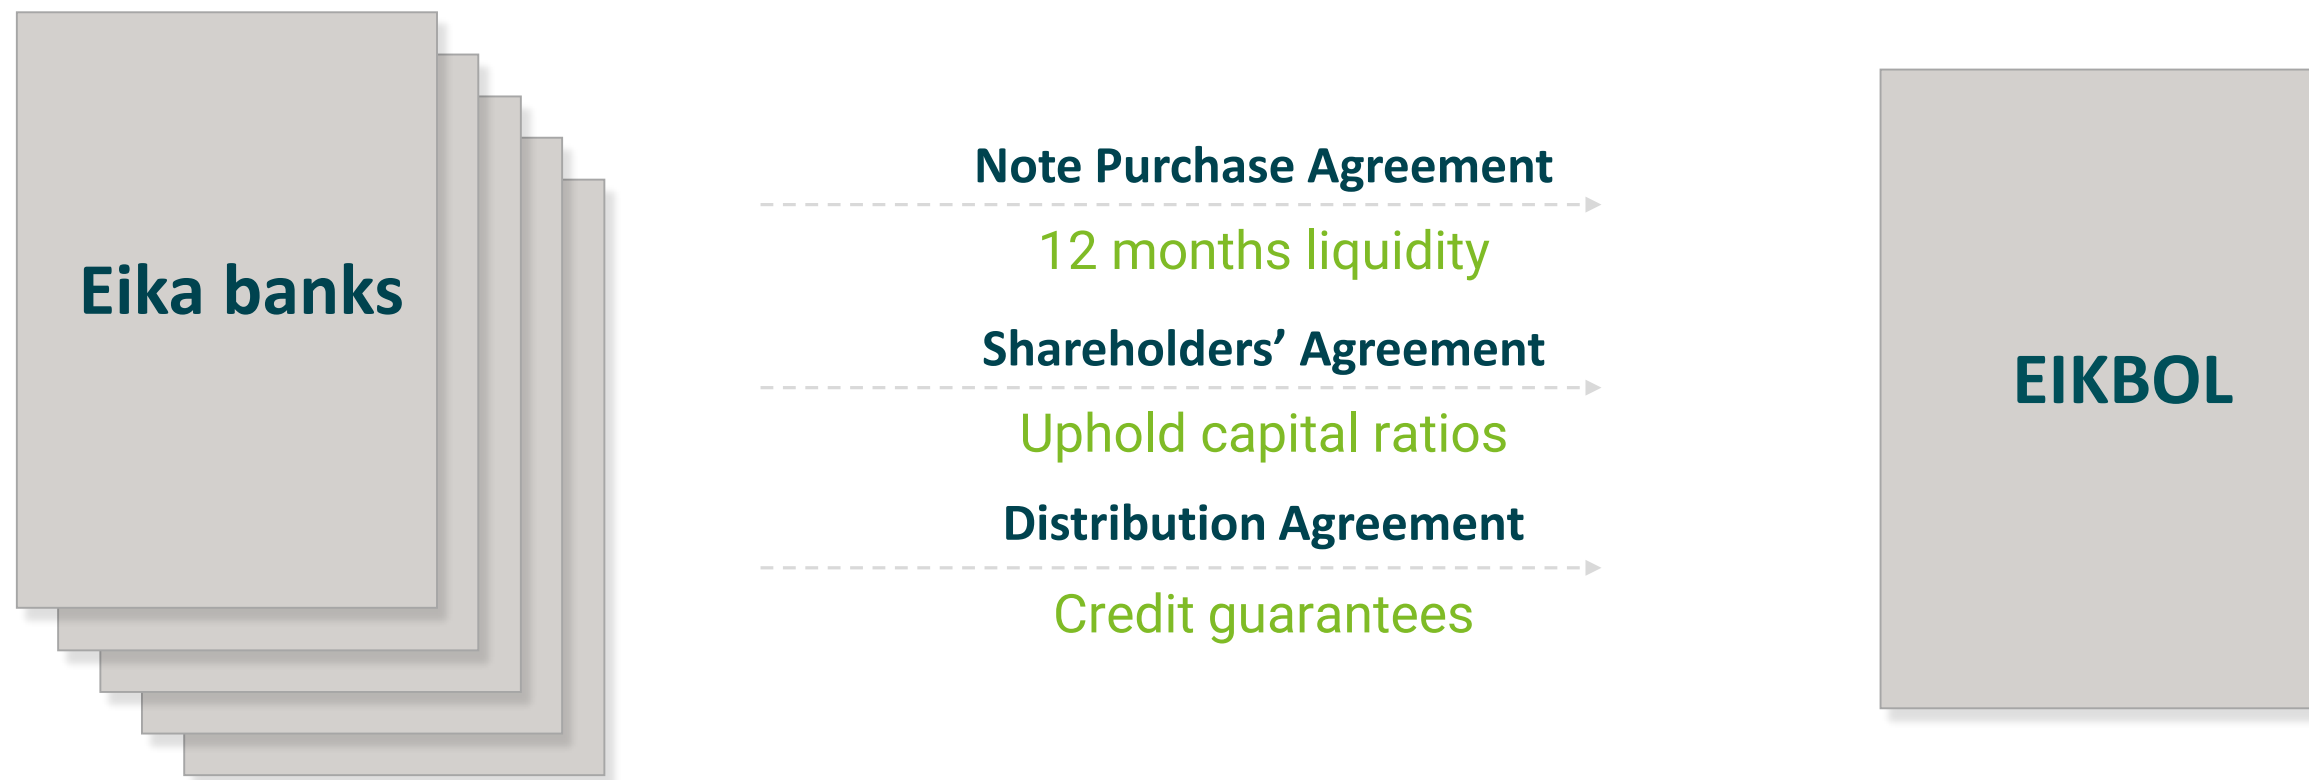 Eika banks
Note Purchase Agreement
12 months liquidity
Shareholders’ Agreement
Uphold capital ratios
Distribution Agreement
Credit guarantees
EIKBOL